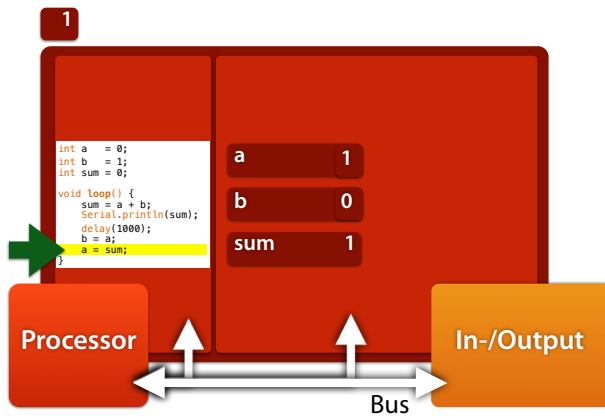 1
int a   = 0;
int b   = 1;
int sum = 0;
void loop() {
    sum = a + b;
    Serial.println(sum);
    delay(1000);
    b = a;
    a = sum;
}
a 1
b 0
sum 1
Processor
In-/Output
Bus